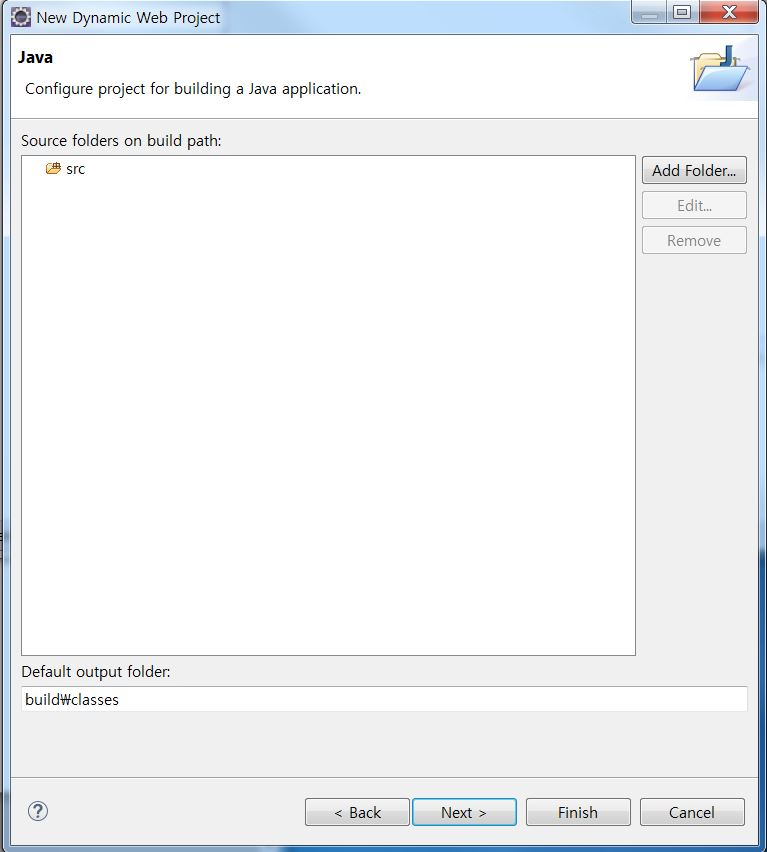 New Dynamic Web Project
Java
Configure project for building a Java application.
Source folders on build path:
src
Add Folder...
Edit...
Remove
Default output folder:
build₩classes
?
< Back
Next >
Finish
Cancel